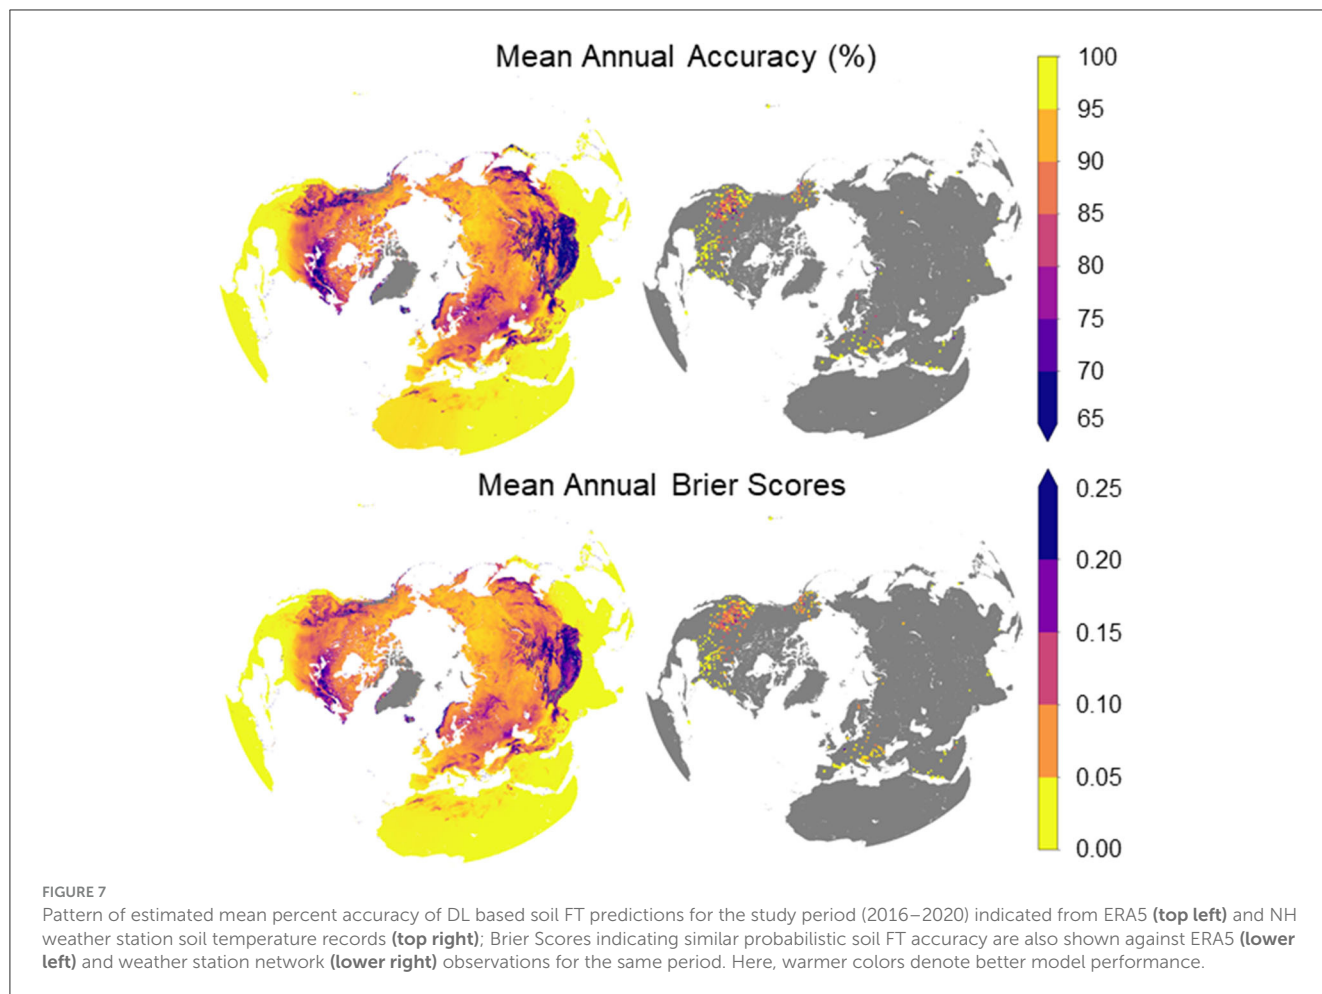 Mean Annual Accuracy (%)
100
95
90
85
80
75
70
65
Mean Annual Brier Scores
0.25
0.20
0.15
0.10
0.05
0.00
FIGURE 7
Pattern of estimated mean percent accuracy of DL based soil FT predictions for the study period (2016–2020) indicated from ERA5 (top left) and NH
weather station soil temperature records (top right); Brier Scores indicating similar probabilistic soil FT accuracy are also shown against ERA5 (lower
left) and weather station network (lower right) observations for the same period. Here, warmer colors denote better model performance.